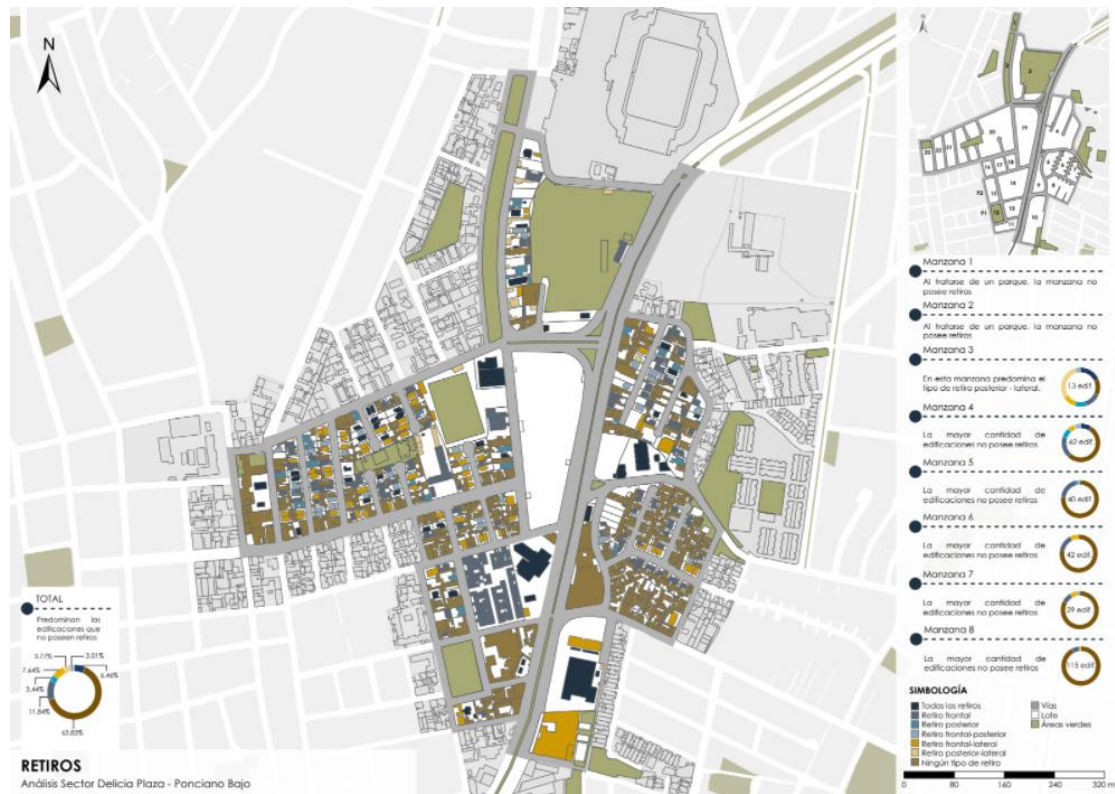 N
Manzana 1
Al tratarse de un parque, la manzana no
posee retiros
Manzana 2
Al tratarse de un parque, la manzana no
posee retiros
Manzana 3
En esta manzana predomina el
tipo de retiro posterior - lateral.
13 edif.
Manzana 4
La mayor cantidad de
edificaciones no posee retiros
62 edif.
Manzana 5
La mayor cantidad de
edificaciones no posee retiros
40 edif.
Manzana 6
La mayor cantidad de
edificaciones no posee retiros
42 edif.
Manzana 7
La mayor cantidad de
edificaciones no posee retiros
29 edif.
Manzana 8
La mayor cantidad de
edificaciones no posee retiros
115 edif.
TOTAL
Predominan las
edificaciones que
no poseen retiros
3.77%
3.01%
7.64%
6.46%
3.44%
11.84%
63.83%
SIMBOLOGÍA
Todos los retiros
Retiro frontal
Retiro posterior
Retiro frontal-posterior
Retiro frontal-lateral
Retiro posterior-lateral
Ningún tipo de retiro
Vías
Lote
Áreas verdes
0 80 160 240 320 m
RETIROS
Análisis Sector Delicia Plaza - Ponciano Bajo